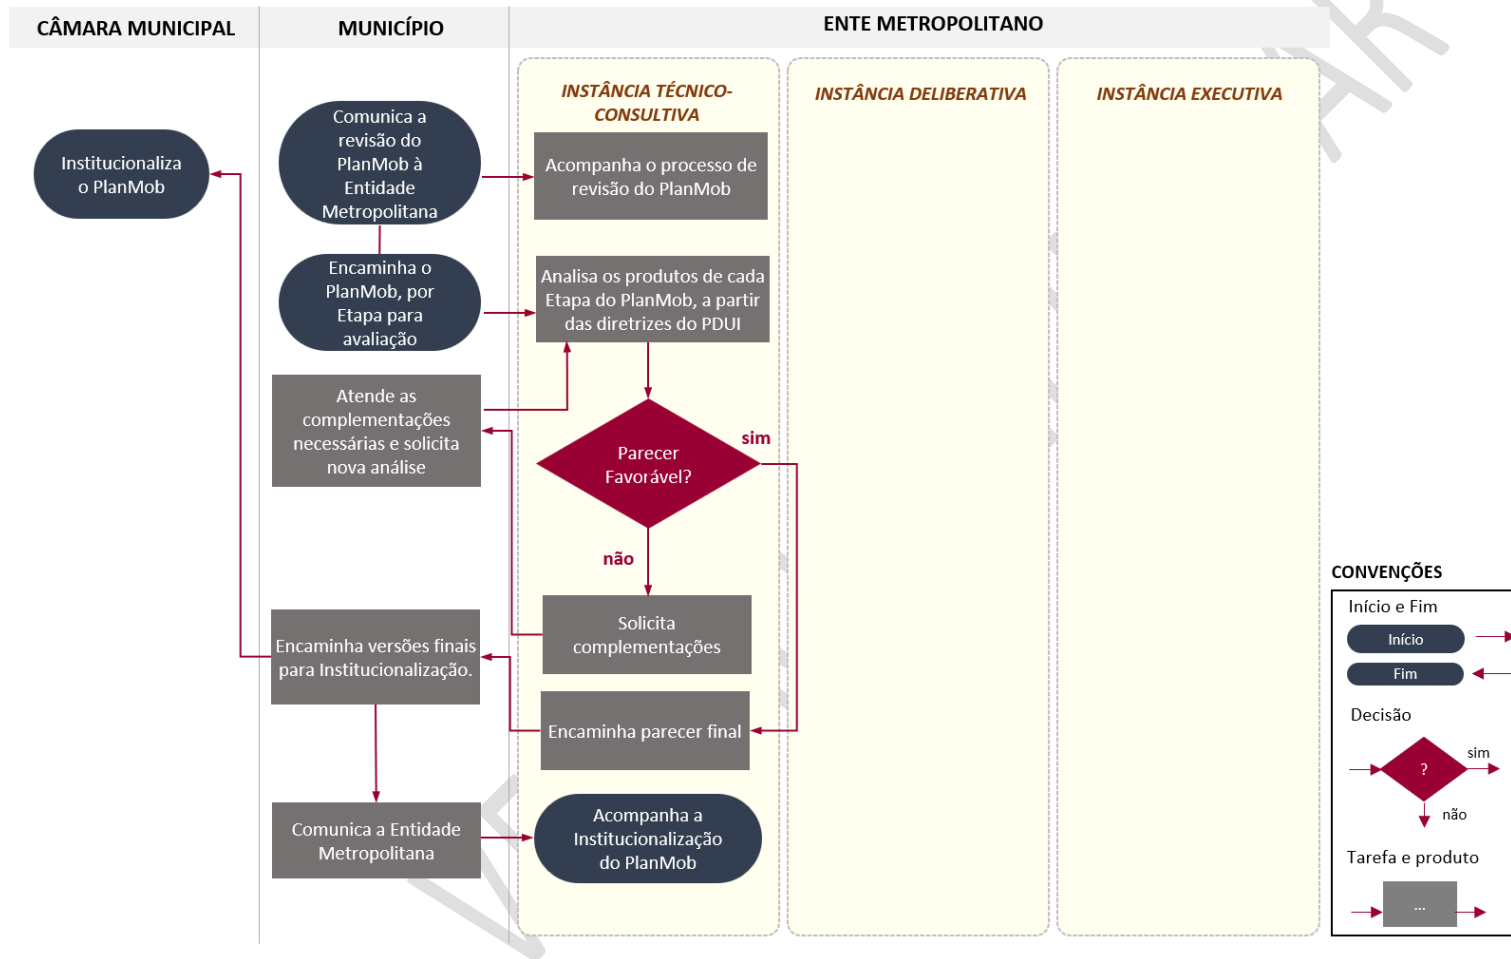 CÂMARA MUNICIPAL
MUNICÍPIO
ENTE METROPOLITANO
INSTÂNCIA TÉCNICO-
CONSULTIVA
INSTÂNCIA DELIBERATIVA
INSTÂNCIA EXECUTIVA
Institucionaliza
o PlanMob
Comunica a
revisão do
PlanMob à
Entidade
Metropolitana
Acompanha o processo de
revisão do PlanMob
Encaminha o
PlanMob, por
Etapa para
avaliação
Analisa os produtos de cada
Etapa do PlanMob, a partir
das diretrizes do PDUI
Atende as
complementações
necessárias e solicita
nova análise
Parecer
Favorável?
sim
não
Solicita
complementações
Encaminha versões finais
para Institucionalização.
Encaminha parecer final
Comunica a Entidade
Metropolitana
Acompanha a
Institucionalização
do PlanMob
CONVENÇÕES
Início e Fim
Início
Fim
Decisão
?
sim
não
Tarefa e produto
...